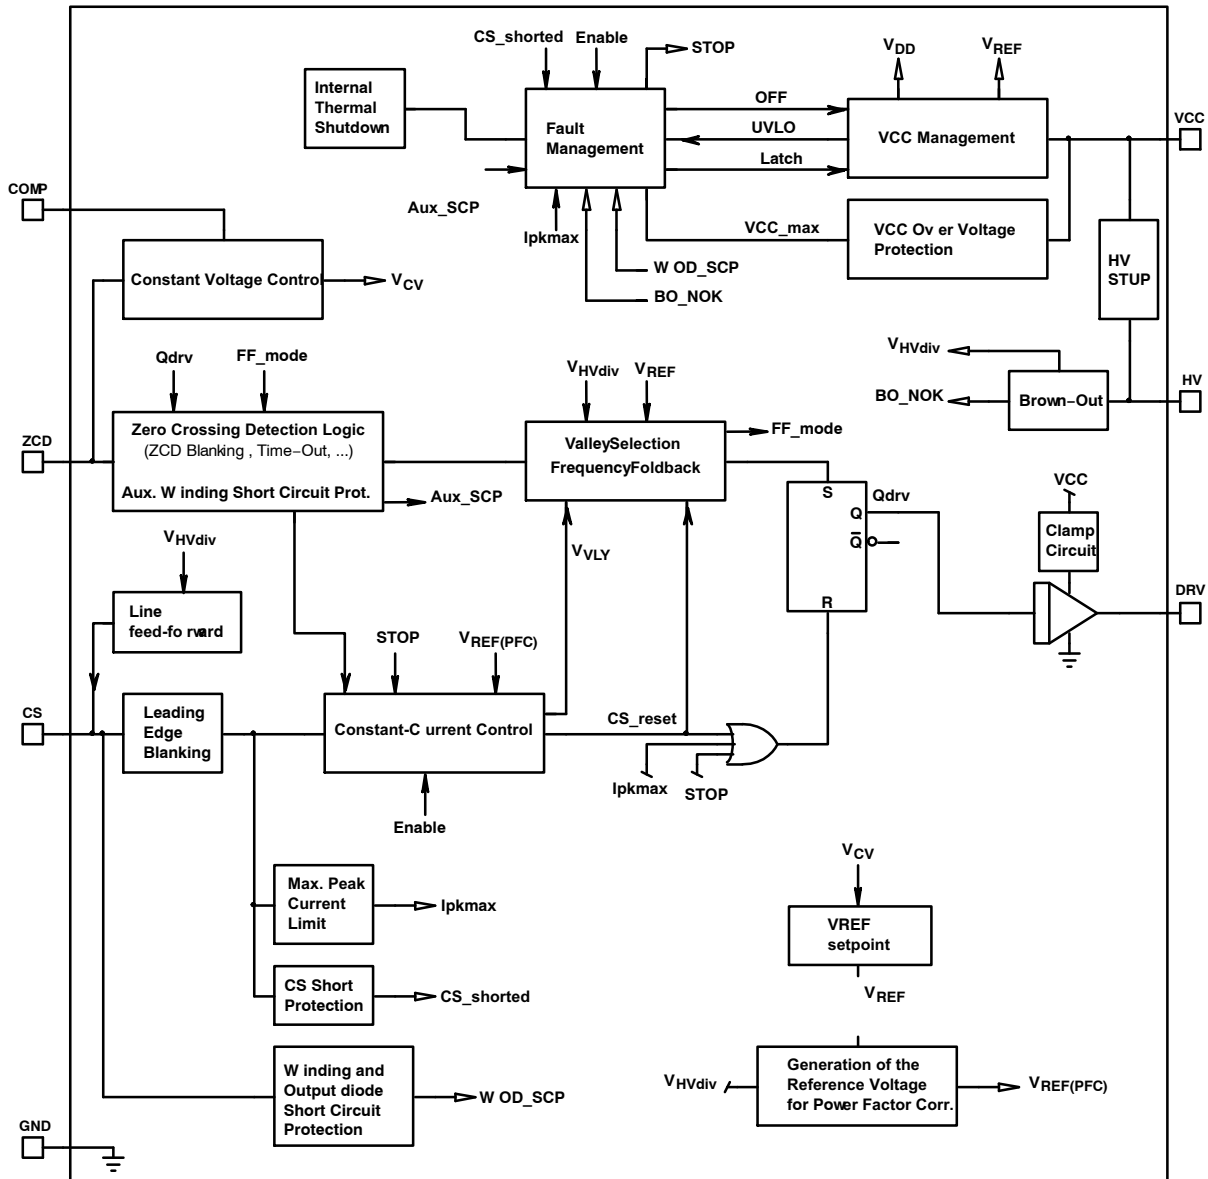 CS_shorted
Enable
STOP
VDD
VREF
Internal
Thermal
Shutdown
Fault
Management
OFF
UVLO
Latch
VCC Management
VCC
COMP
Aux_SCP
Ipkmax
VCC_max
VCC Ov er Voltage
Protection
W OD_SCP
BO_NOK
HV
STUP
Constant Voltage Control
VCV
Qdrv
FF_mode
VHVdiv
VREF
VHVdiv
BO_NOK
Brown-Out
HV
ZCD
Zero Crossing Detection Logic
(ZCD Blanking , Time-Out, ...)
Aux. W inding Short Circuit Prot.
Aux_SCP
ValleySelection
FrequencyFoldback
FF_mode
S
Q
Q
R
Qdrv
VCC
Clamp
Circuit
DRV
VHVdiv
VVLY
Line
feed-fo rward
STOP
VREF(PFC)
CS
Leading
Edge
Blanking
Constant-C urrent Control
CS_reset
Ipkmax
STOP
Enable
Max. Peak
Current
Limit
Ipkmax
CS Short
Protection
CS_shorted
VCV
VREF
setpoint
VREF
W inding and
Output diode
Short Circuit
Protection
W OD_SCP
VHVdiv
Generation of the
Reference Voltage
for Power Factor Corr.
VREF(PFC)
GND